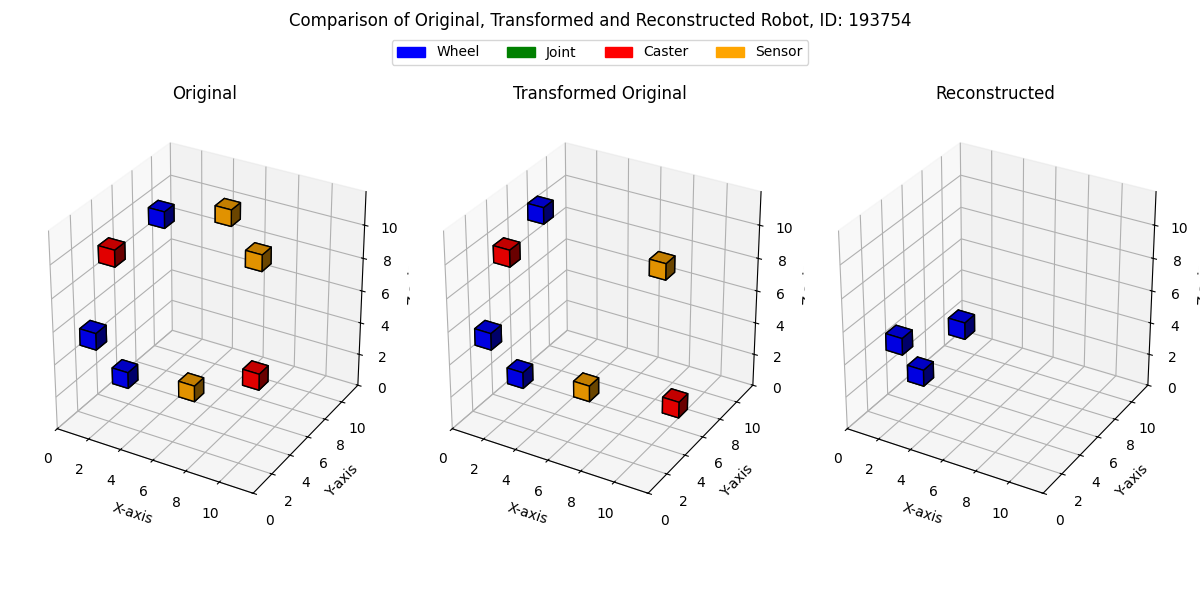 Comparison of Original, Transformed and Reconstructed Robot, ID: 193754
Wheel Joint Caster Sensor
Original Transformed Original Reconstructed
10 10 10
8 8 8
6 6 6
4 4 4
2 2 2
0 0 0
0 2 4 6 8 10 0 2 4 6 8 10 0 2 4 6 8 10
0 2 4 6 8 10 0 2 4 6 8 10 0 2 4 6 8 10
X-axis Y-axis X-axis Y-axis X-axis Y-axis